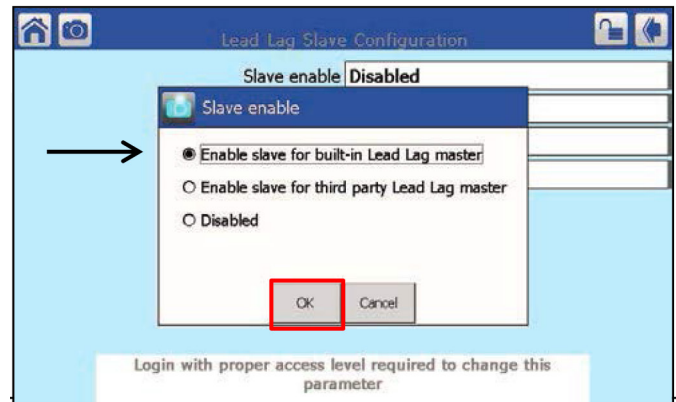 Lead Lag Slave Configuration
Slave enable Disabled
Slave enable
Enable slave for built-in Lead Lag master
Enable slave for third party Lead Lag master
Disabled
OK Cancel
Login with proper access level required to change this
parameter